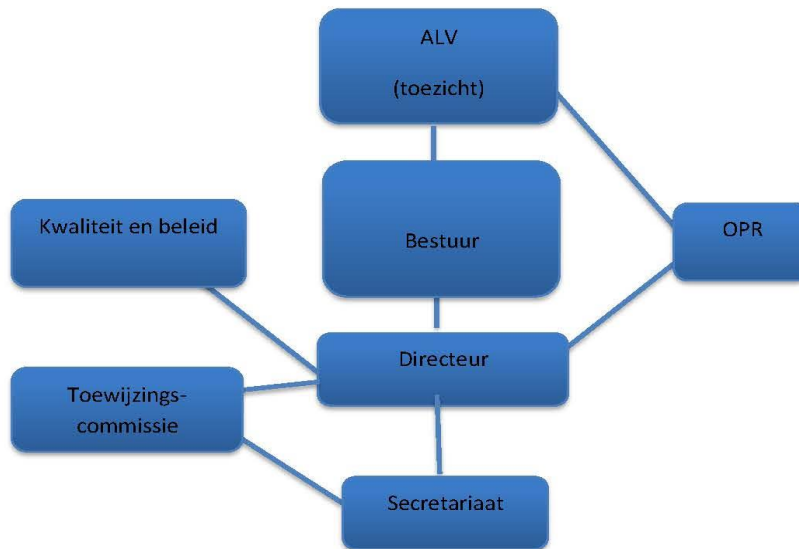 ALV
(toezicht)
Kwaliteit en beleid
Bestuur
OPR
Directeur
Toewijzings-
commissie
Secretariaat